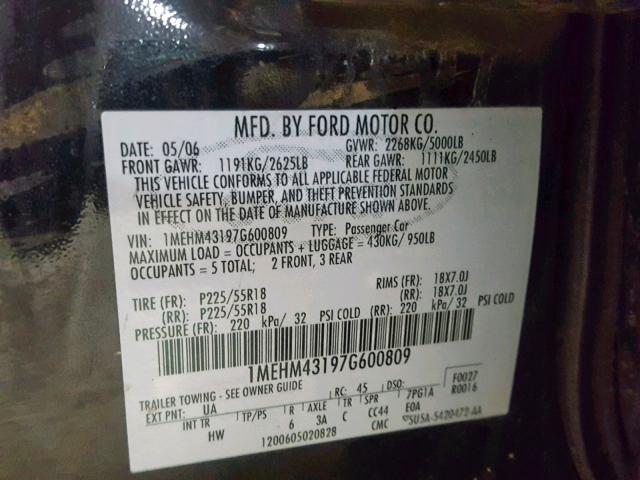 MFD. BY FORD MOTOR CO.
DATE: 05/06 GVWR: 2268KG/5000LB
FRONT GAWR: 1191KG/2625LB REAR GAWR: 1111KG/2450LB
THIS VEHICLE CONFORMS TO ALL APPLICABLE FEDERAL MOTOR
VEHICLE SAFETY, BUMPER, AND THEFT PREVENTION STANDARDS
IN EFFECT ON THE DATE OF MANUFACTURE SHOWN ABOVE.
VIN: 1MEHM43197G600809 TYPE: Passenger Car
MAXIMUM LOAD = OCCUPANTS + LUGGAGE = 430KG/ 950LB
OCCUPANTS = 5 TOTAL; 2 FRONT, 3 REAR
TIRE (FR): P225/55R18 RIMS (FR): 18X7.0J
(RR): P225/55R18 (RR): 18X7.0J
PRESSURE (FR): 220 kPa/ 32 PSI COLD (RR): 220 kPa/ 32 PSI COLD
1MEHM43197G600809
TRAILER TOWING - SEE OWNER GUIDE RC: 45 DSO: F0027
EXT PNT: UA 7PG1A R0016
INT TR TP/PS R AXLE TR SPR EOA
HW 6 3A C CC44
1200605020828 CMC 5U5A-5420472-AA